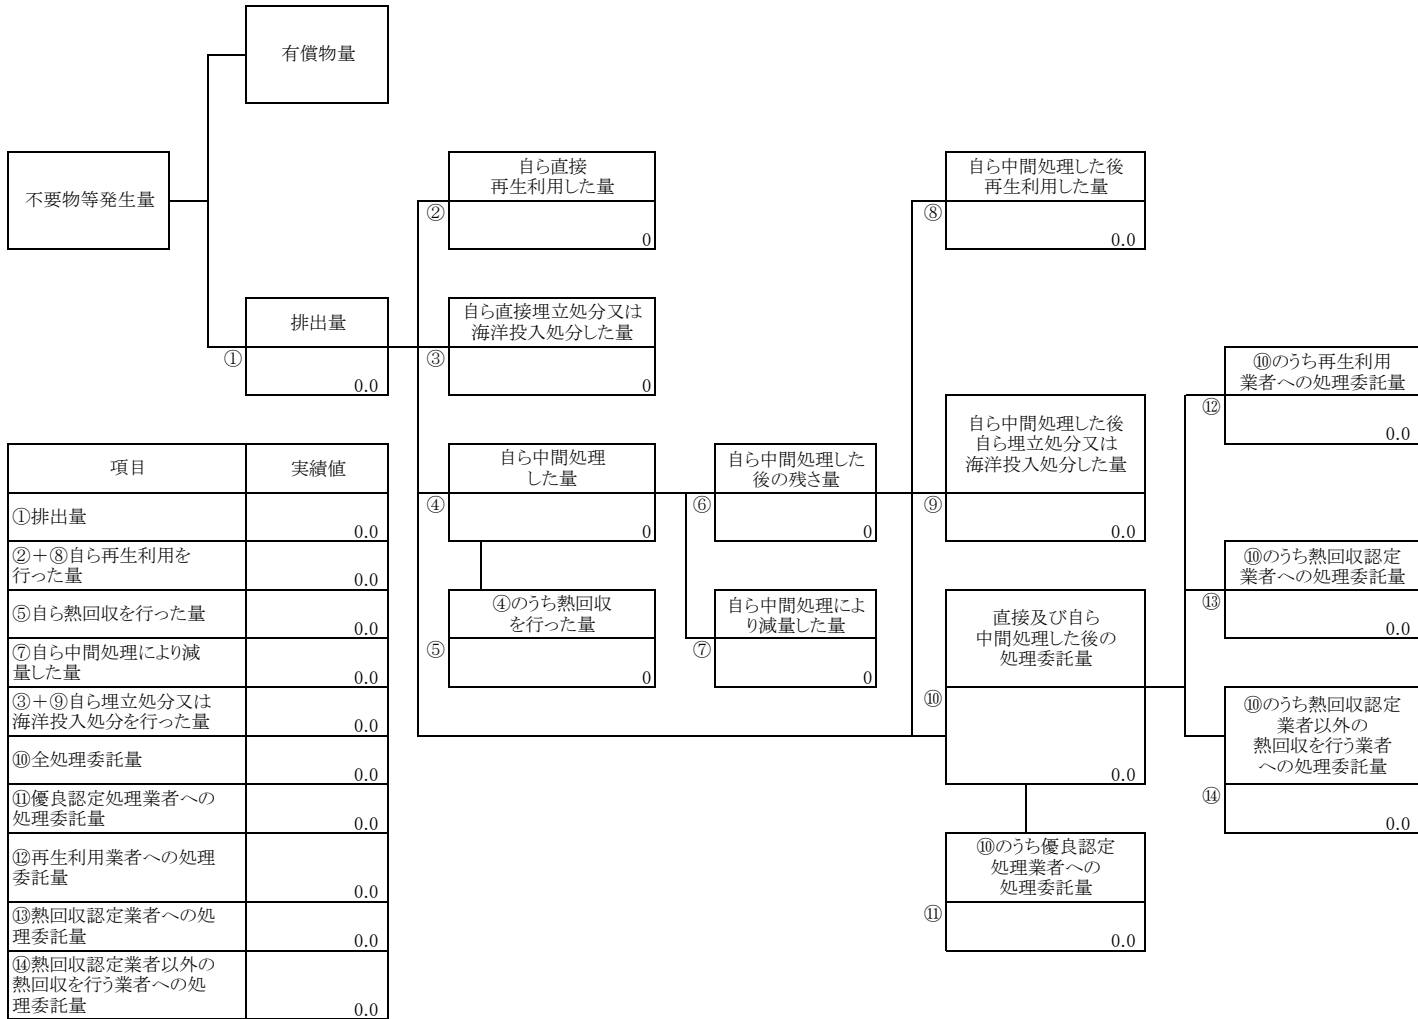 有償物量
不要物等発生量
排出量
①
0.0
自ら直接
再生利用した量
②
0
自ら直接埋立処分又は
海洋投入処分した量
③
0
自ら中間処理
した量
④
0
④のうち熱回収
を行った量
⑤
0
自ら中間処理した
後の残さ量
⑥
0
自ら中間処理によ
り減量した量
⑦
0
自ら中間処理した後
再生利用した量
⑧
0.0
自ら中間処理した後
自ら埋立処分又は
海洋投入処分した量
⑨
0.0
直接及び自ら
中間処理した後の
処理委託量
⑩
0.0
⑩のうち優良認定
処理業者への
処理委託量
⑪
0.0
⑩のうち再生利用
業者への処理委託量
⑫
0.0
⑩のうち熱回収認定
業者への処理委託量
⑬
0.0
⑩のうち熱回収認定
業者以外の
熱回収を行う業者
への処理委託量
⑭
0.0
項目 実績値
①排出量
0.0
②＋⑧自ら再生利用を
行った量
0.0
⑤自ら熱回収を行った量
0.0
⑦自ら中間処理により減
量した量
0.0
③＋⑨自ら埋立処分又は
海洋投入処分を行った量
0.0
⑩全処理委託量
0.0
⑪優良認定処理業者への
処理委託量
0.0
⑫再生利用業者への処理
委託量
0.0
⑬熱回収認定業者への処
理委託量
0.0
⑭熱回収認定業者以外の
熱回収を行う業者への処
理委託量
0.0